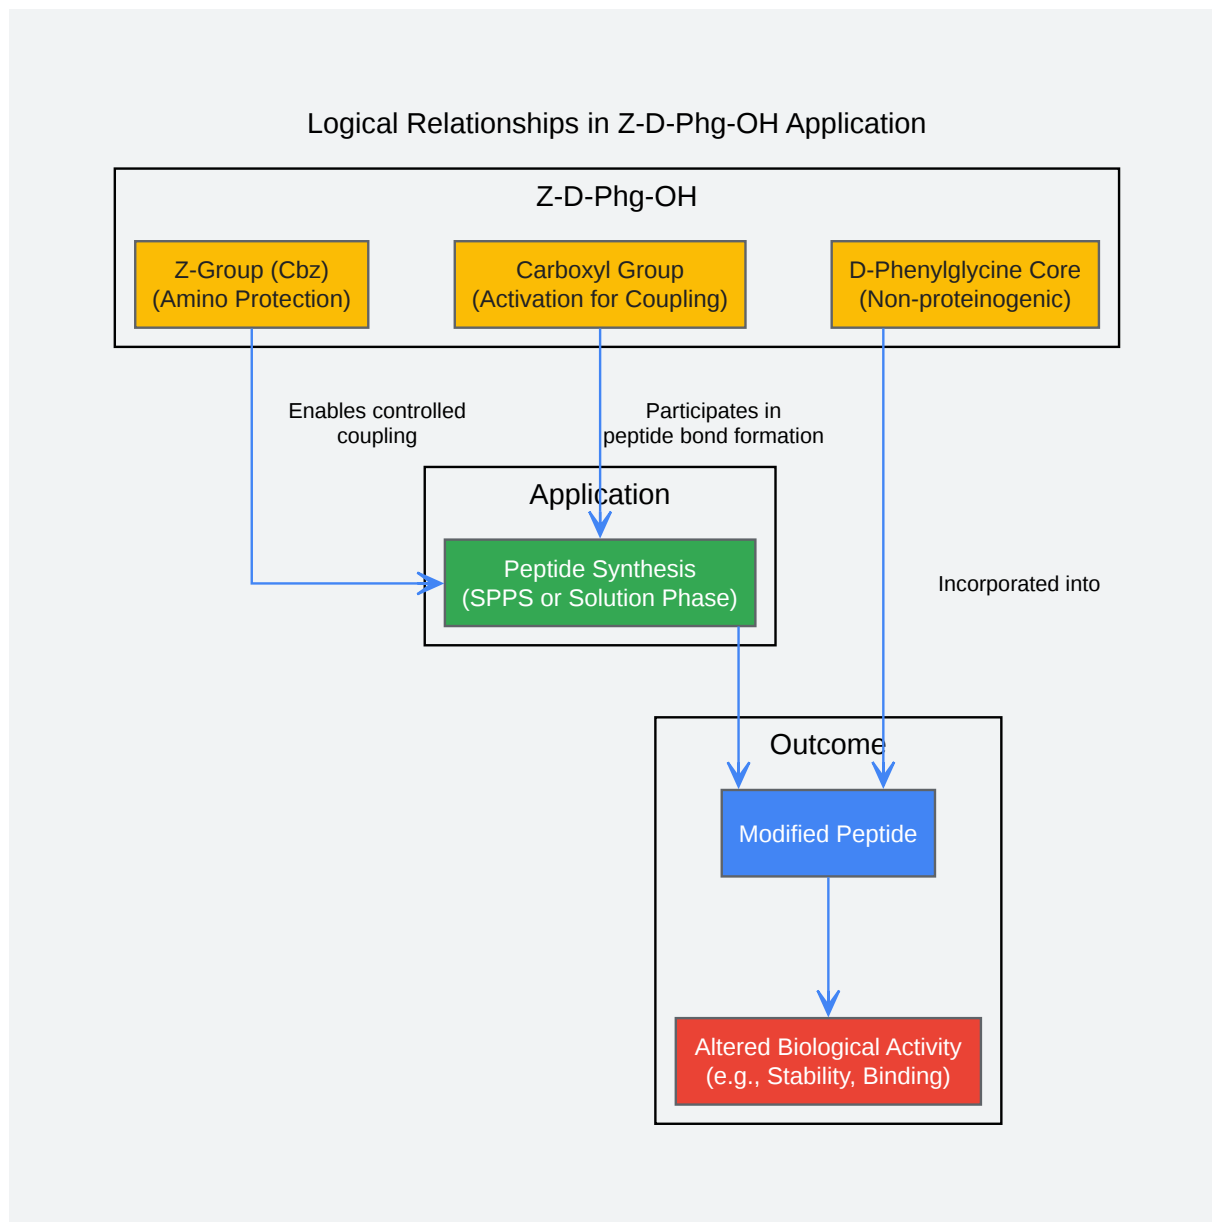 Logical Relationships in Z-D-Phg-OH Application
Z-D-Phg-OH
Z-Group (Cbz)
(Amino Protection)
Carboxyl Group
(Activation for Coupling)
D-Phenylglycine Core
(Non-proteinogenic)
Enables controlled
coupling
Participates in
peptide bond formation
Application
Peptide Synthesis
(SPPS or Solution Phase)
Incorporated into
Outcome
Modified Peptide
Altered Biological Activity
(e.g., Stability, Binding)